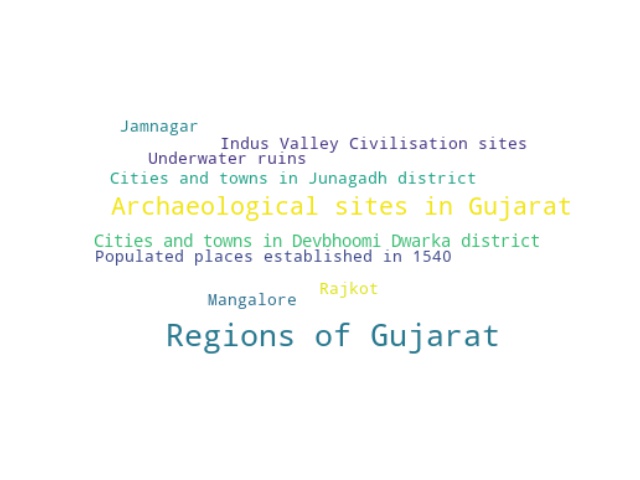 Jamnagar
Indus Valley Civilisation sites
Underwater ruins
Cities and towns in Junagadh district
Archaeological sites in Gujarat
Cities and towns in Devbhoomi Dwarka district
Populated places established in 1540
Rajkot
Mangalore
Regions of Gujarat